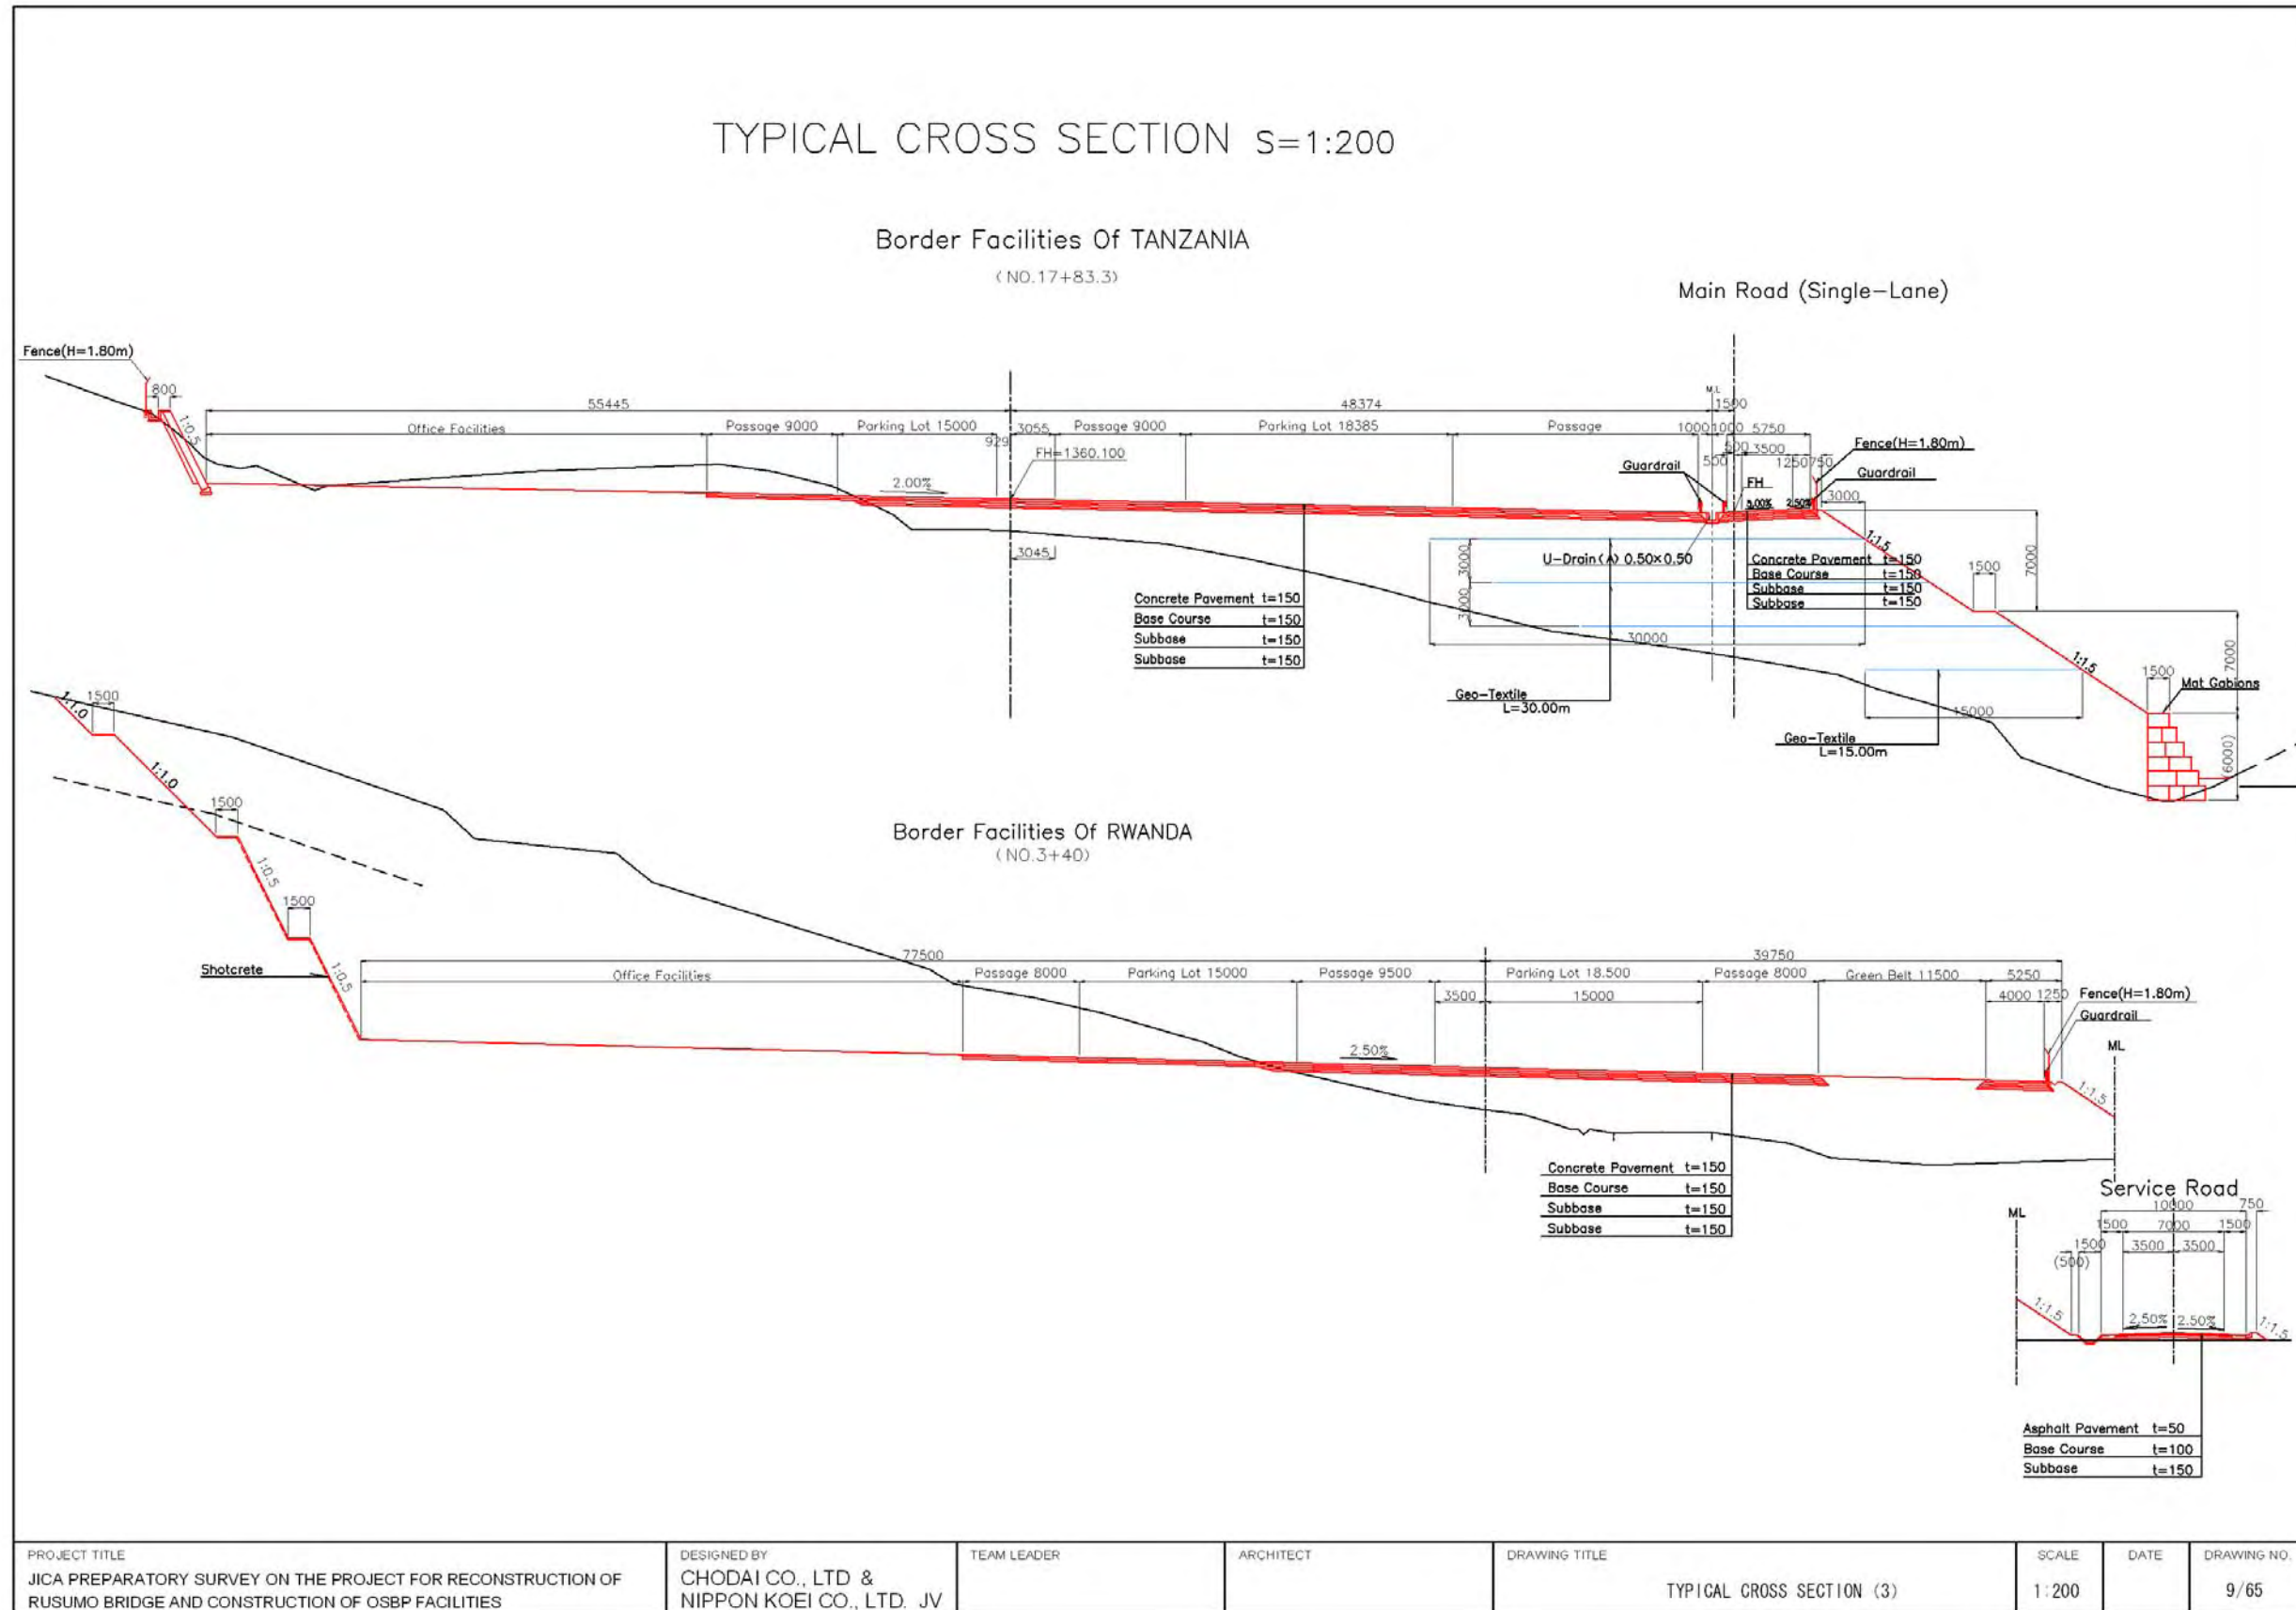 TYPICAL CROSS SECTION S=1:200
Border Facilities Of TANZANIA
(NO.17+83.3)
Main Road (Single-Lane)
Fence(H=1.80m)
800
1:0.5
55445
48374
M.L
1500
Office Facilities
Passage 9000
Parking Lot 15000
929
3055
Passage 9000
Parking Lot 18385
Passage
1000
1000
5750
500
500
3500
1250
750
Fence(H=1.80m)
Guardrail
Guardrail
FH=1360.100
FH
2.00%
2.50%
3000
3045
3000
3000
U-Drain(A) 0.50×0.50
1:1.5
7000
1500
Concrete Pavement t=150
Base Course t=150
Subbase t=150
Subbase t=150
Concrete Pavement t=150
Base Course t=150
Subbase t=150
Subbase t=150
30000
Geo-Textile
L=30.00m
1:1.5
7000
1500
Mat Gabions
15000
Geo-Textile
L=15.00m
(6000)
1:1.0
1500
1:1.0
1500
1:0.5
1500
Shotcrete
1:0.5
Border Facilities Of RWANDA
(NO.3+40)
77500
39750
Office Facilities
Passage 8000
Parking Lot 15000
Passage 9500
Parking Lot 18.500
Passage 8000
Green Belt 11500
5250
3500
15000
4000
1250
Fence(H=1.80m)
Guardrail
ML
2.50%
1:1.5
Concrete Pavement t=150
Base Course t=150
Subbase t=150
Subbase t=150
Service Road
ML
10000
750
1500
7000
1500
1500
3500
3500
(500)
1:1.5
2.50%
2.50%
1:1.5
Asphalt Pavement t=50
Base Course t=100
Subbase t=150
PROJECT TITLE
JICA PREPARATORY SURVEY ON THE PROJECT FOR RECONSTRUCTION OF
RUSUMO BRIDGE AND CONSTRUCTION OF OSBP FACILITIES
DESIGNED BY
CHODAI CO., LTD &
NIPPON KOEI CO., LTD. JV
TEAM LEADER
ARCHITECT
DRAWING TITLE
TYPICAL CROSS SECTION (3)
SCALE
1:200
DATE
DRAWING NO.
9/65